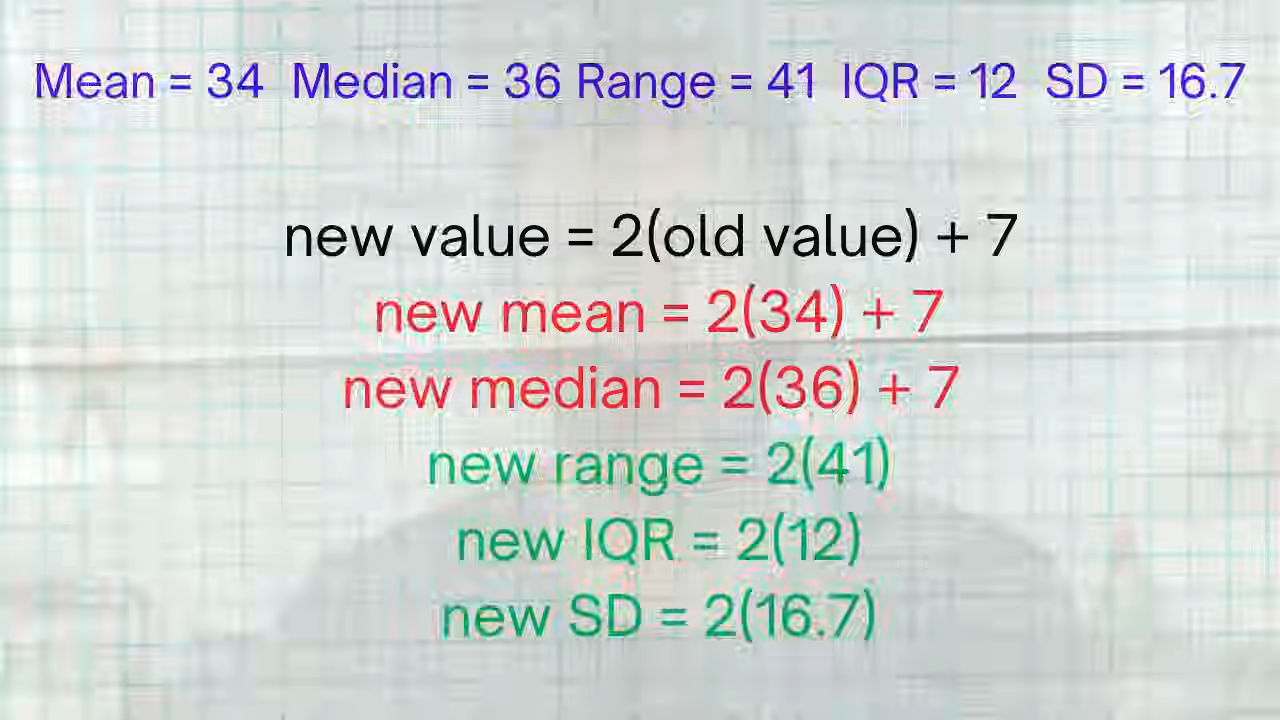 Mean = 34 Median = 36 Range = 41 IQR = 12 SD = 16.7
new value = 2(old value) + 7
new mean = 2(34) + 7
new median = 2(36) + 7
new range = 2(41)
new IQR = 2(12)
new SD = 2(16.7)